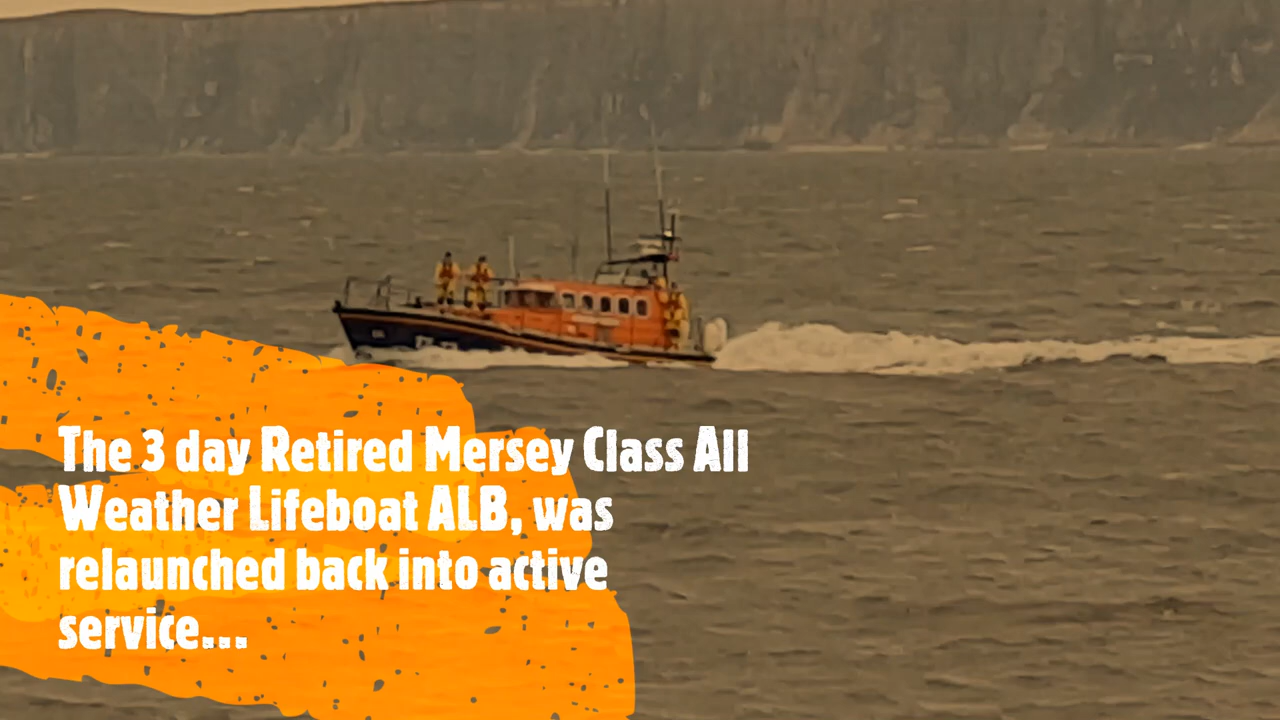 The 3 day Retired Mersey Class All
Weather Lifeboat ALB, was
relaunched back into active
service...